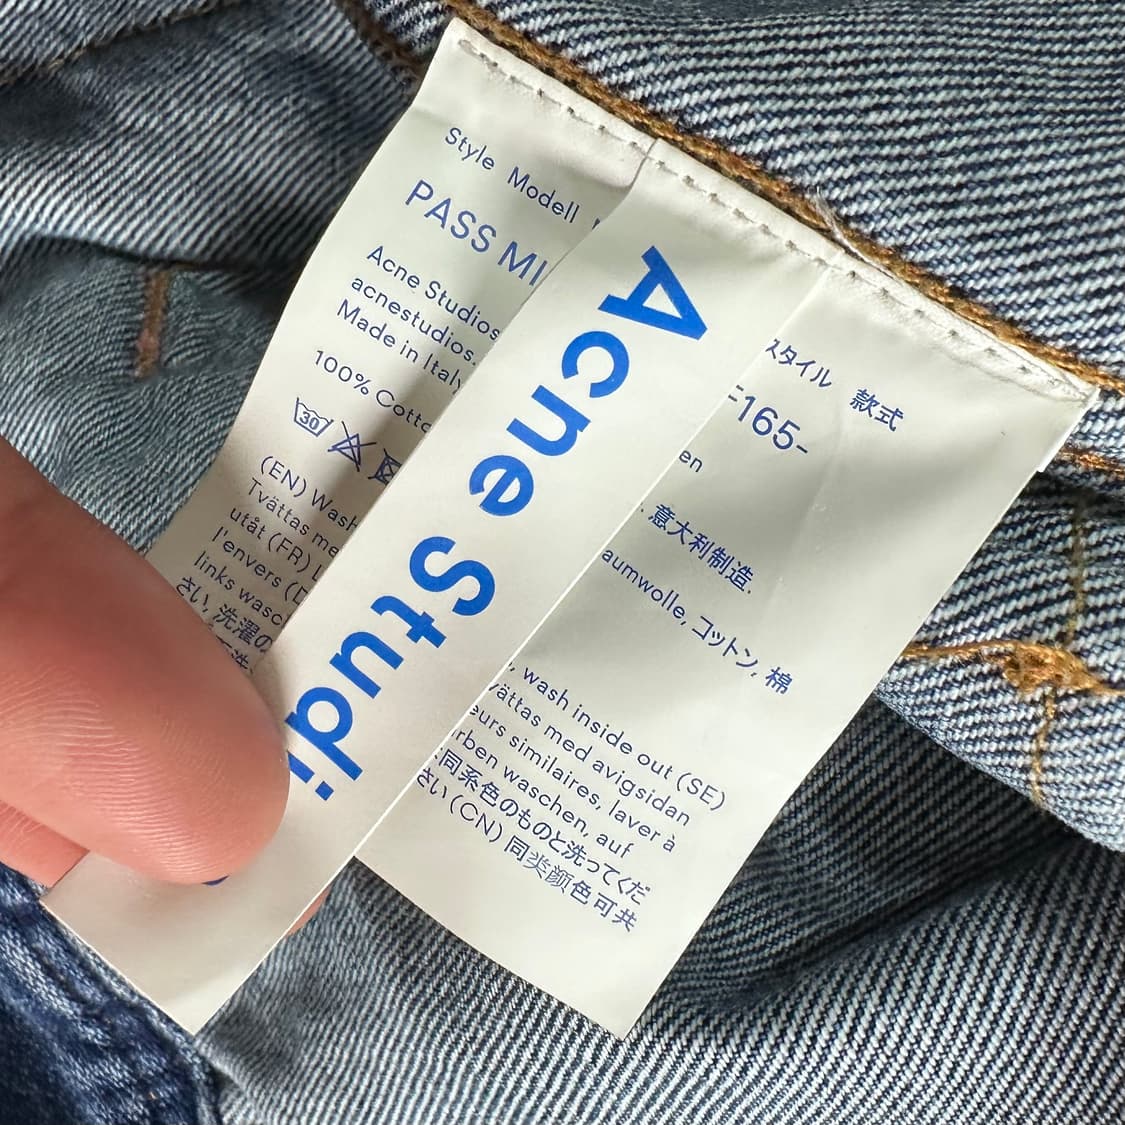 Style Modell
PASS MI
Acne Studios
acnestudios.
Made in Italy
100% Cotto
30
(EN) Wash
Tvättas me
utåt (FR) L
l'envers (D
links wasc
さい, 洗濯の
Acne Studi
スタイル 款式
F165-
en
意大利制造.
aumwolle, コットン, 棉
, wash inside out (SE)
vättas med avigsidan
eurs similaires, laver à
rben waschen, auf
同系色のものと洗ってくだ
さい (CN) 同类颜色可共